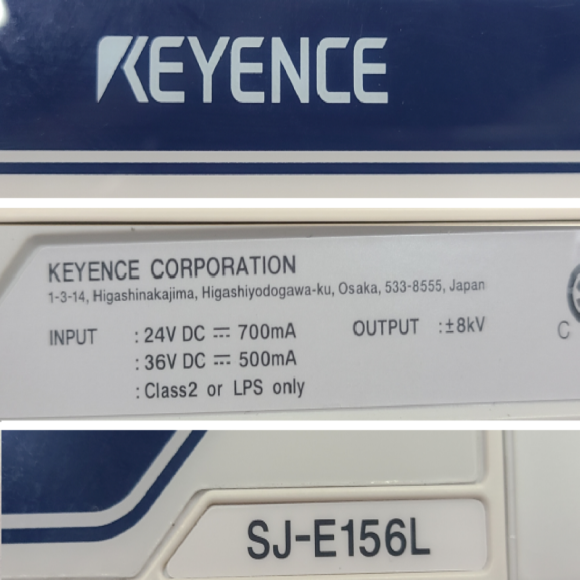 KEYENCE
KEYENCE CORPORATION
1-3-14, Higashinakajima, Higashiyodogawa-ku, Osaka, 533-8555, Japan
INPUT : 24V DC ⎓ 700mA OUTPUT : ±8kV
: 36V DC ⎓ 500mA
: Class2 or LPS only
C
SJ-E156L